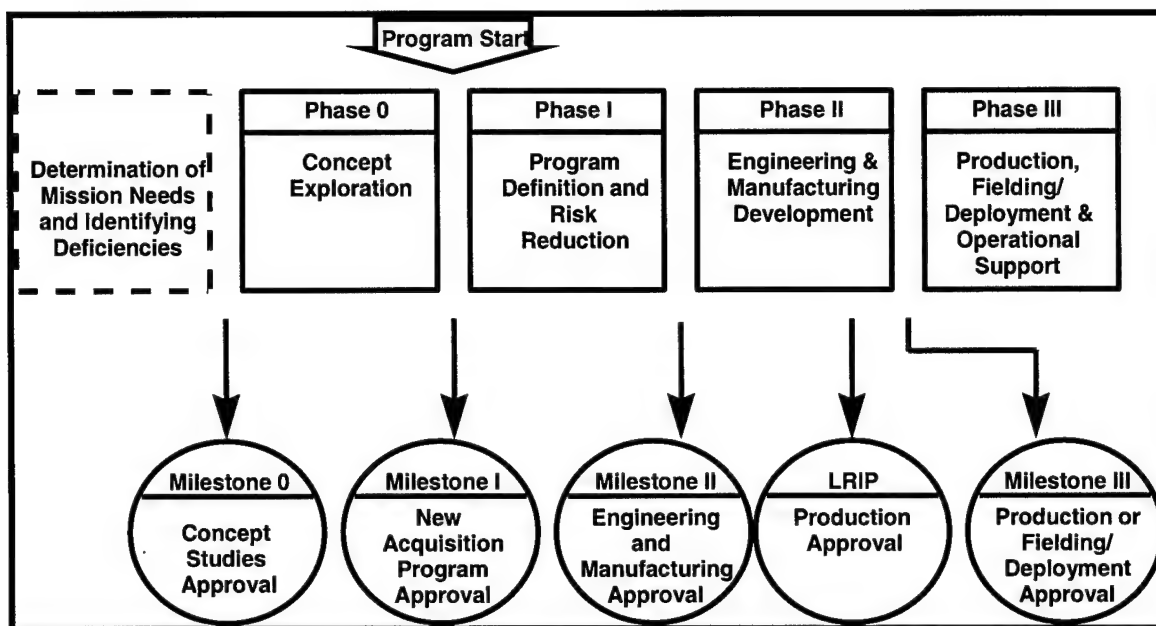 Program Start
Determination of
Mission Needs
and Identifying
Deficiencies
Phase 0
Concept
Exploration
Phase I
Program
Definition and
Risk
Reduction
Phase II
Engineering &
Manufacturing
Development
Phase III
Production,
Fielding/
Deployment &
Operational
Support
Milestone 0
Concept
Studies
Approval
Milestone I
New
Acquisition
Program
Approval
Milestone II
Engineering
and
Manufacturing
Approval
LRIP
Production
Approval
Milestone III
Production or
Fielding/
Deployment
Approval